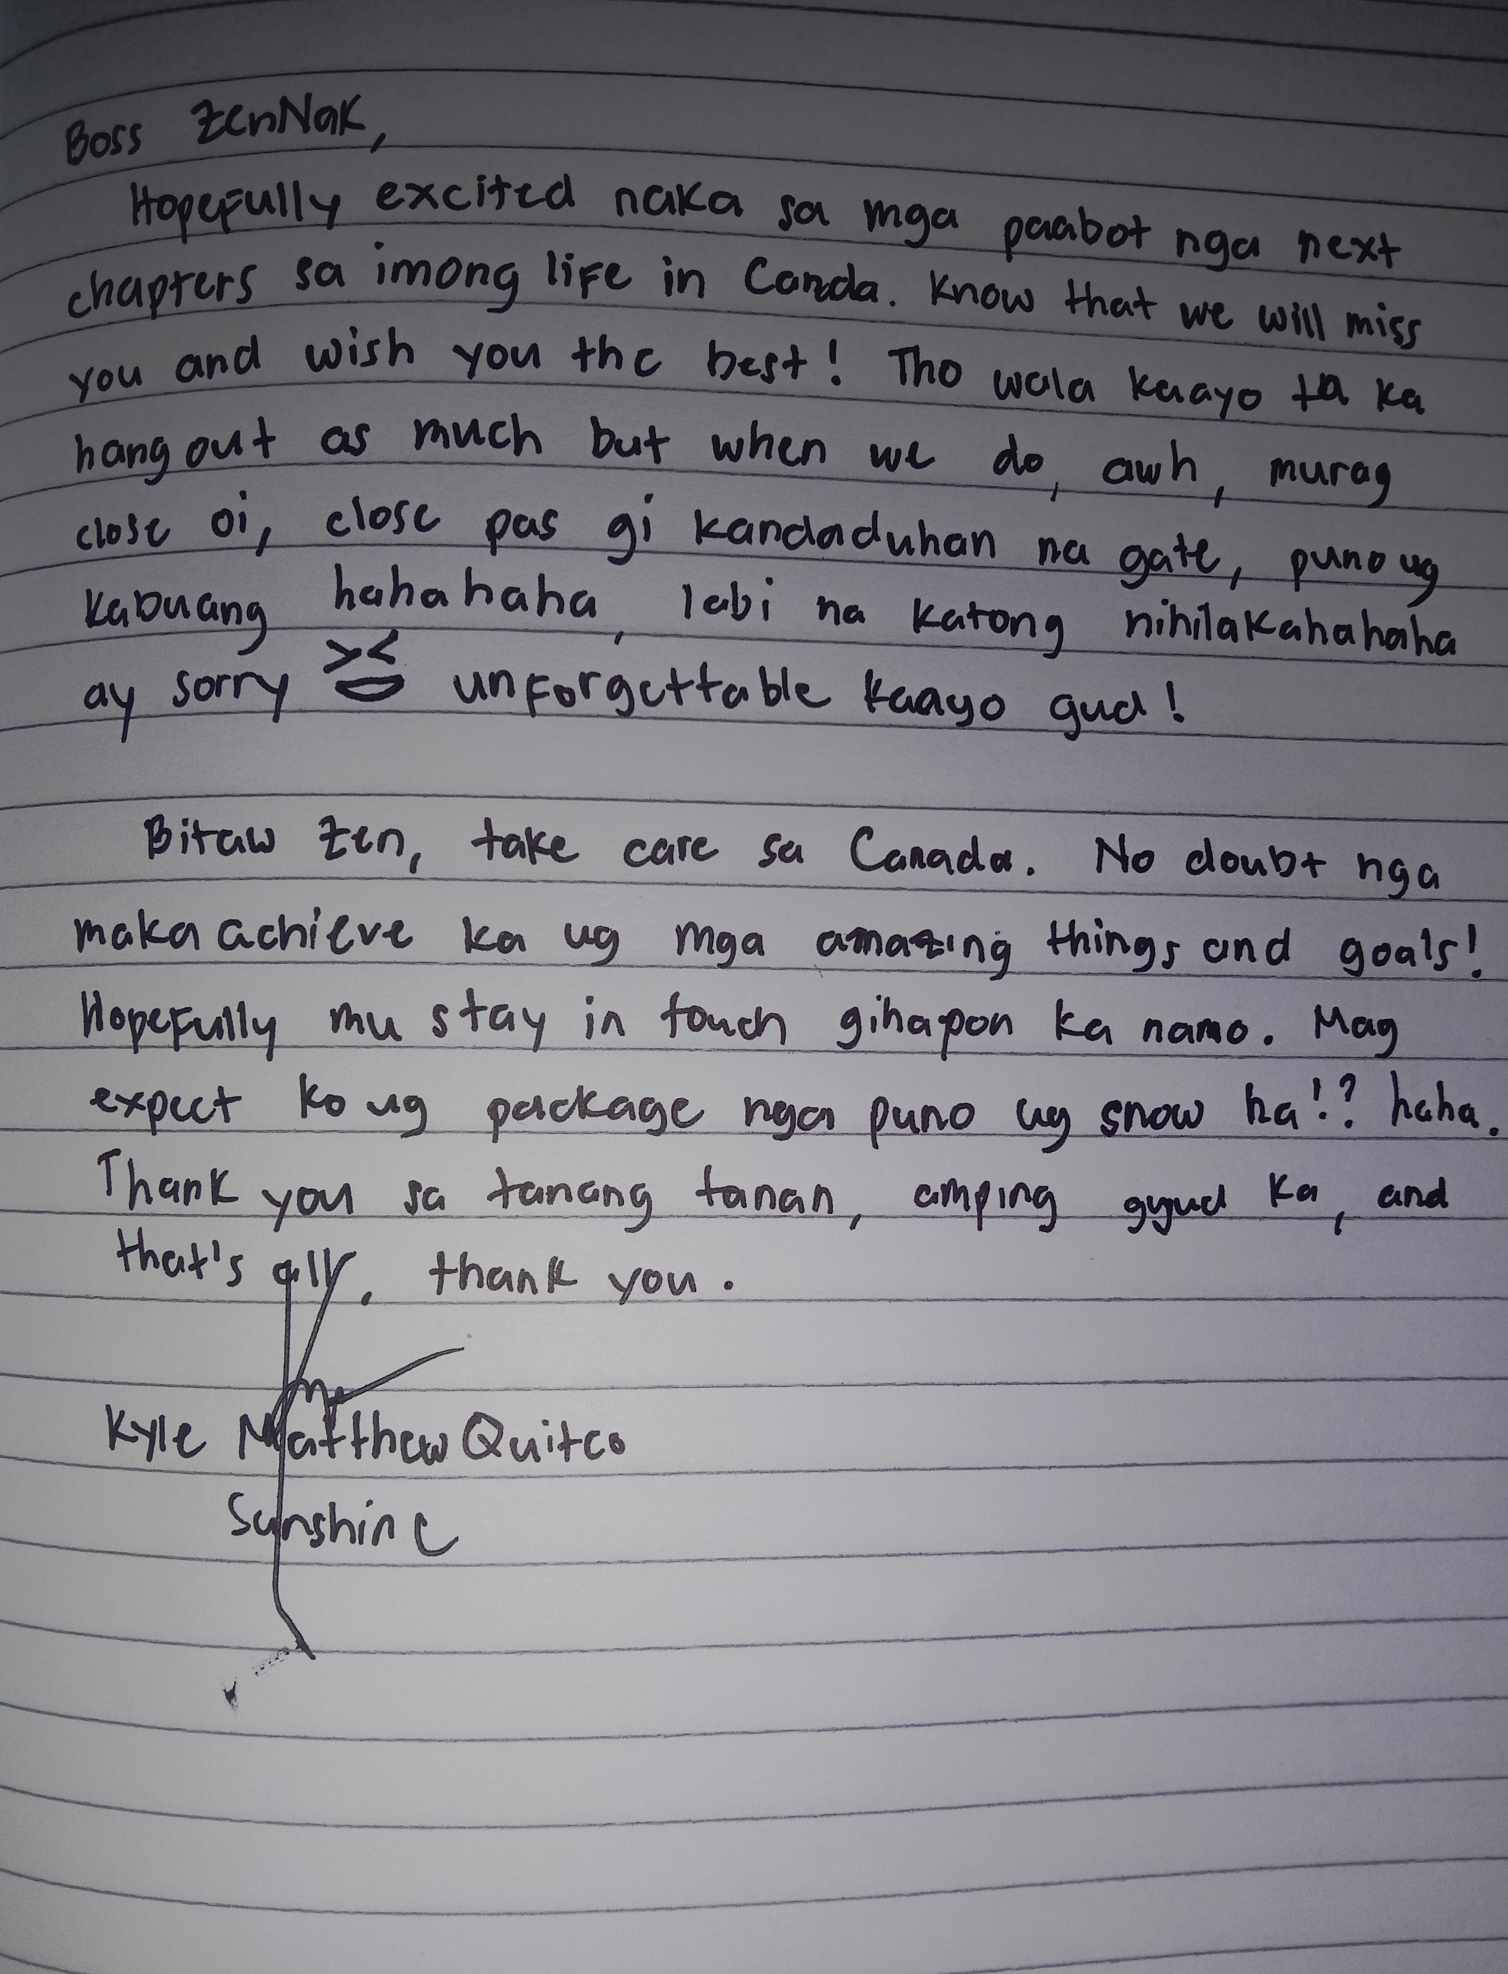 Boss ZenNak,
Hopefully excited naka sa mga paabot nga next
chapters sa imong life in Canda. Know that we will miss
you and wish you the best! Tho wala kaayo ta ka
hang out as much but when we do, awh, murag
close oi, close pas gi kandaduhan na gate, puno ug
kabuang hahahaha, labi na katong nihilakahahaha
ay sorry unforgettable kaayo gud!
Bitaw Zen, take care sa Canada. No doubt nga
maka achieve ka ug mga amazing things and goals!
Hopefully mu stay in touch gihapon ka namo. Mag
expect ko ug package nga puno ug snow ha!? haha.
Thank you sa tanang tanan, amping gyud ka, and
that's all, thank you.
Kyle Matthew Quitco
Sunshine